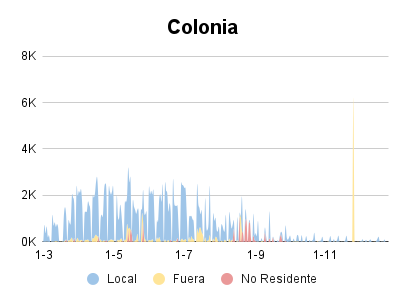 Colonia
8K
6K
4K
2K
0K
1-3 1-5 1-7 1-9 1-11
Local Fuera No Residente